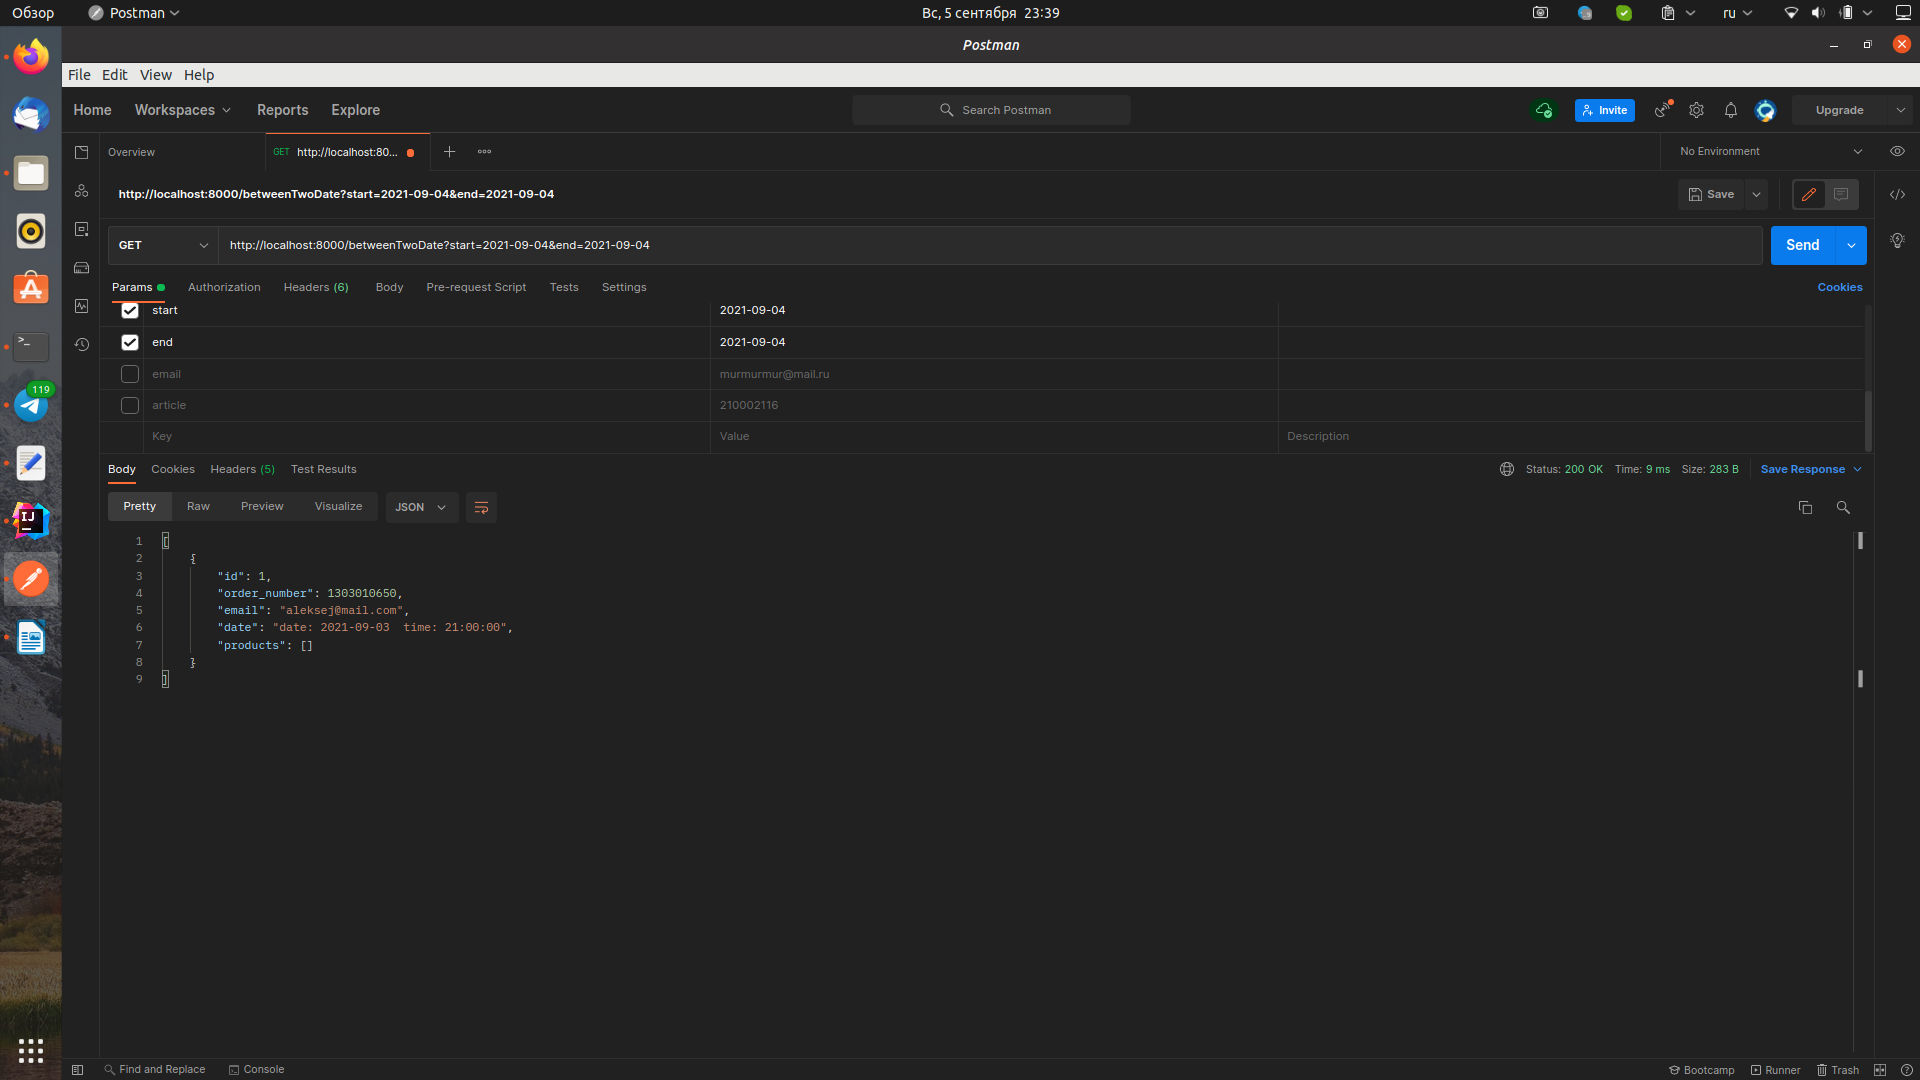 Обзор Postman Вс, 5 сентября 23:39 ru
Postman
File Edit View Help
Home Workspaces Reports Explore Search Postman Invite Upgrade
Overview GET http://localhost:80... No Environment
http://localhost:8000/betweenTwoDate?start=2021-09-04&end=2021-09-04 Save
GET http://localhost:8000/betweenTwoDate?start=2021-09-04&end=2021-09-04 Send
Params Authorization Headers (6) Body Pre-request Script Tests Settings Cookies
start 2021-09-04
end 2021-09-04
email murmurmur@mail.ru
article 210002116
Key Value Description
119
Body Cookies Headers (5) Test Results Status: 200 OK Time: 9 ms Size: 283 B Save Response
Pretty Raw Preview Visualize JSON
IJ
1 [
2 {
3 "id": 1,
4 "order_number": 1303010650,
5 "email": "aleksej@mail.com",
6 "date": "date: 2021-09-03  time: 21:00:00",
7 "products": []
8 }
9 ]
Find and Replace Console Bootcamp Runner Trash